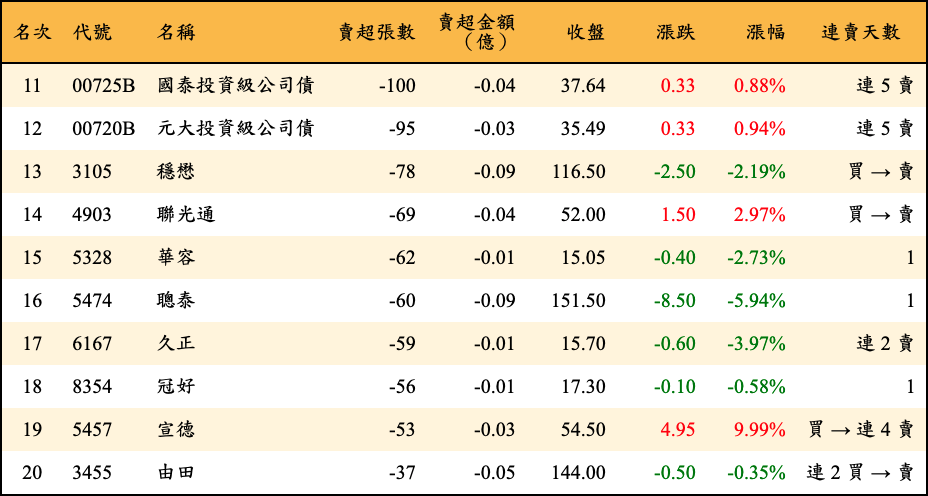 名次 代號 名稱 賣超張數 賣超金額（億） 收盤 漲跌 漲幅 連賣天數
11 00725B 國泰投資級公司債 -100 -0.04 37.64 0.33 0.88% 連 5 賣
12 00720B 元大投資級公司債 -95 -0.03 35.49 0.33 0.94% 連 5 賣
13 3105 穩懋 -78 -0.09 116.50 -2.50 -2.19% 買 → 賣
14 4903 聯光通 -69 -0.04 52.00 1.50 2.97% 買 → 賣
15 5328 華容 -62 -0.01 15.05 -0.40 -2.73% 1
16 5474 聰泰 -60 -0.09 151.50 -8.50 -5.94% 1
17 6167 久正 -59 -0.01 15.70 -0.60 -3.97% 連 2 賣
18 8354 冠好 -56 -0.01 17.30 -0.10 -0.58% 1
19 5457 宣德 -53 -0.03 54.50 4.95 9.99% 買 → 連 4 賣
20 3455 由田 -37 -0.05 144.00 -0.50 -0.35% 連 2 買 → 賣